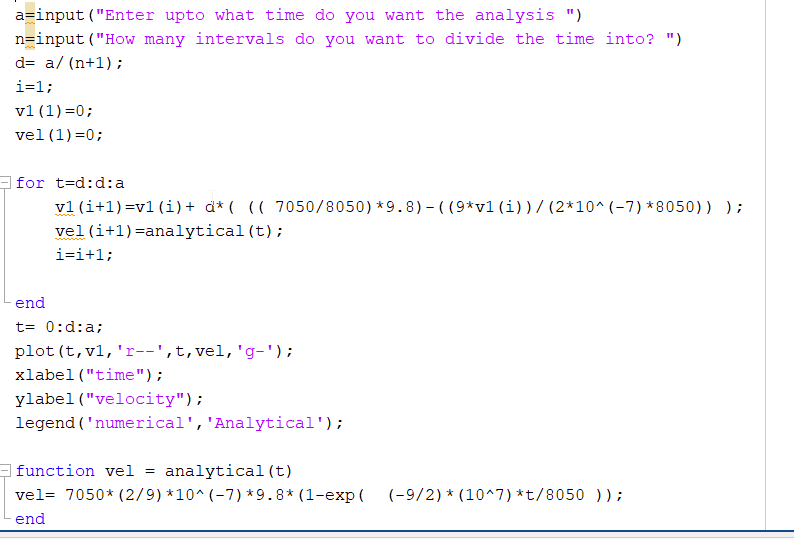 a=input("Enter upto what time do you want the analysis ")
n=input("How many intervals do you want to divide the time into? ")
d= a/(n+1);
i=1;
v1(1)=0;
vel(1)=0;
for t=d:d:a
v1(i+1)=v1(i)+ d*( (( 7050/8050)*9.8)-((9*v1(i))/(2*10^(-7)*8050)) );
vel(i+1)=analytical(t);
i=i+1;
end
t= 0:d:a;
plot(t,v1,'r--',t,vel,'g-');
xlabel("time");
ylabel("velocity");
legend('numerical','Analytical');
function vel = analytical(t)
vel= 7050*(2/9)*10^(-7)*9.8*(1-exp(  (-9/2)*(10^7)*t/8050 ));
end